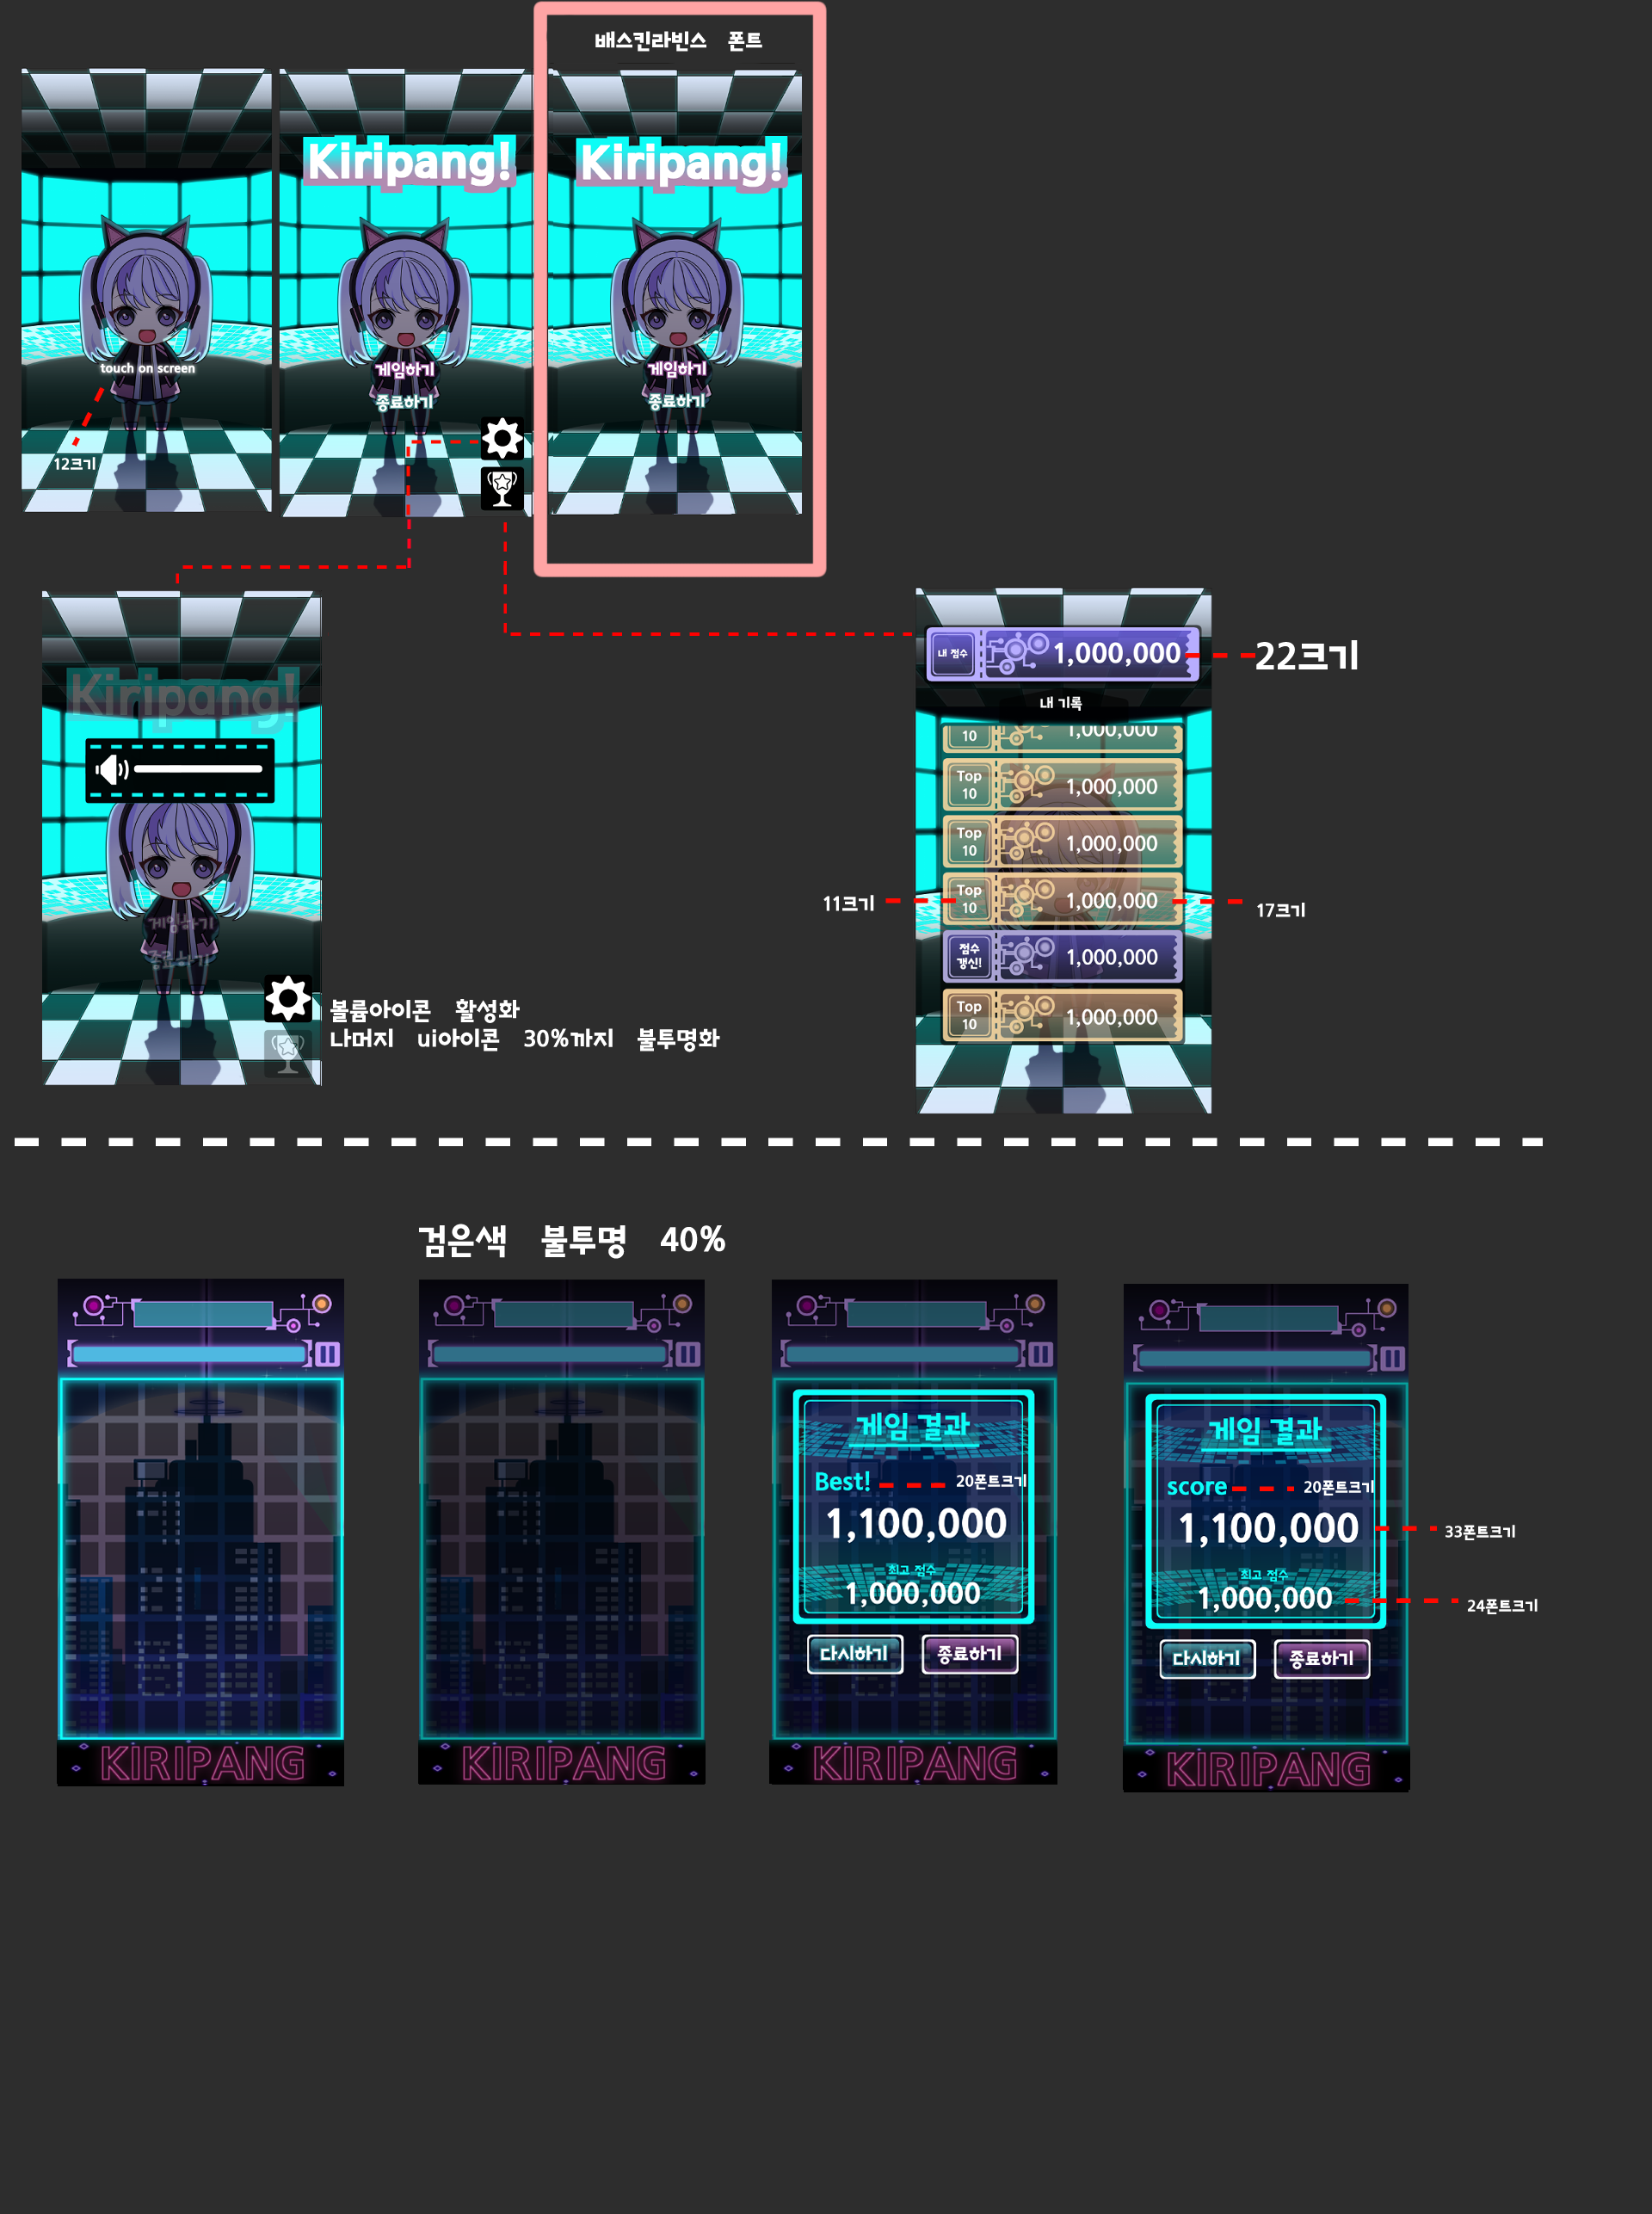 배스킨라빈스 폰트
touch on screen
12크기
Kiripang!
게임하기
종료하기
Kiripang!
게임하기
종료하기
Kiripang!
게임하기
종료하기
볼륨아이콘 활성화
나머지 ui아이콘 30%까지 불투명화
내 점수
1,000,000
22크기
내 기록
10
1,000,000
Top
10
1,000,000
Top
10
1,000,000
11크기
Top
10
1,000,000
17크기
점수
갱신!
1,000,000
Top
10
1,000,000
검은색 불투명 40%
KIRIPANG
KIRIPANG
게임 결과
Best!
20폰트크기
1,100,000
최고 점수
1,000,000
다시하기
종료하기
KIRIPANG
게임 결과
score
20폰트크기
1,100,000
33폰트크기
최고 점수
1,000,000
24폰트크기
다시하기
종료하기
KIRIPANG